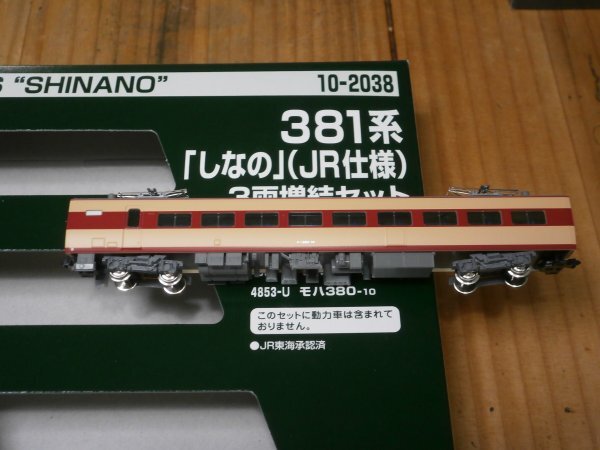 S "SHINANO"
10-2038
381系
「しなの」(JR仕様)
3両増結セット
4853-U モハ380-10
このセットに動力車は含まれて
おりません。
●JR東海承認済